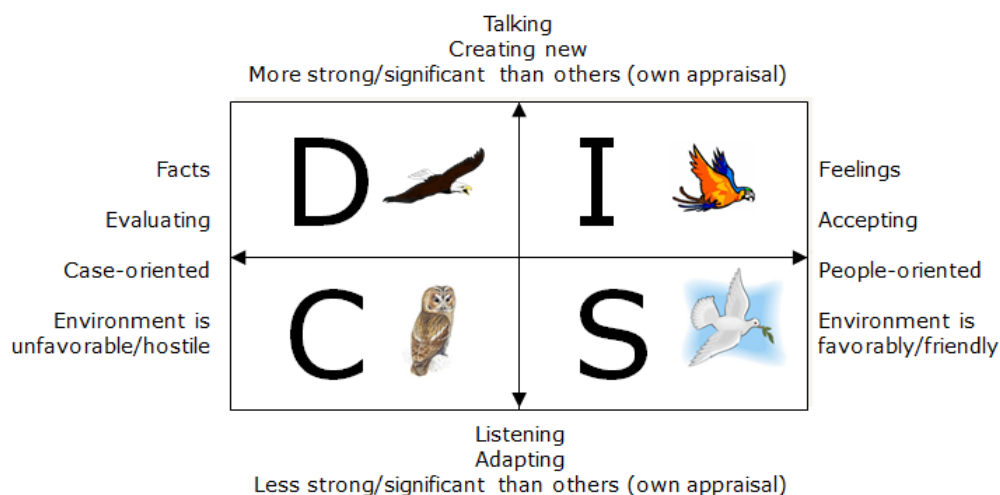 Talking
Creating new
More strong/significant than others (own appraisal)
D
I
Facts
Feelings
Evaluating
Accepting
Case-oriented
People-oriented
C
S
Environment is
unfavorable/hostile
Environment is
favorably/friendly
Listening
Adapting
Less strong/significant than others (own appraisal)